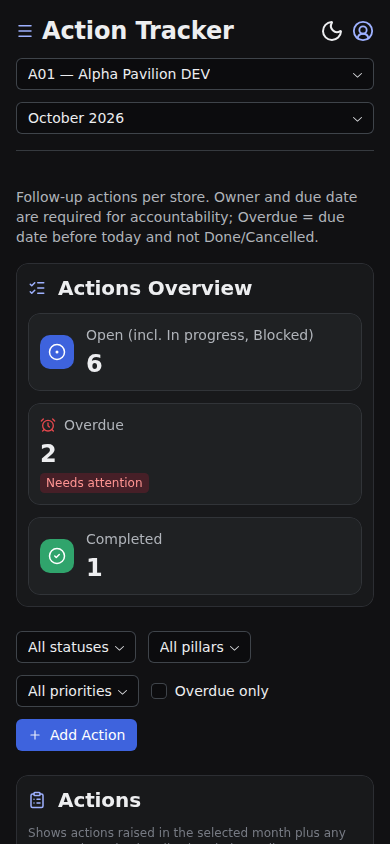 Action Tracker
A01 — Alpha Pavilion DEV
October 2026
Follow-up actions per store. Owner and due date
are required for accountability; Overdue = due
date before today and not Done/Cancelled.
Actions Overview
Open (incl. In progress, Blocked)
6
Overdue
2
Needs attention
Completed
1
All statuses
All pillars
All priorities
Overdue only
Add Action
Actions
Shows actions raised in the selected month plus any